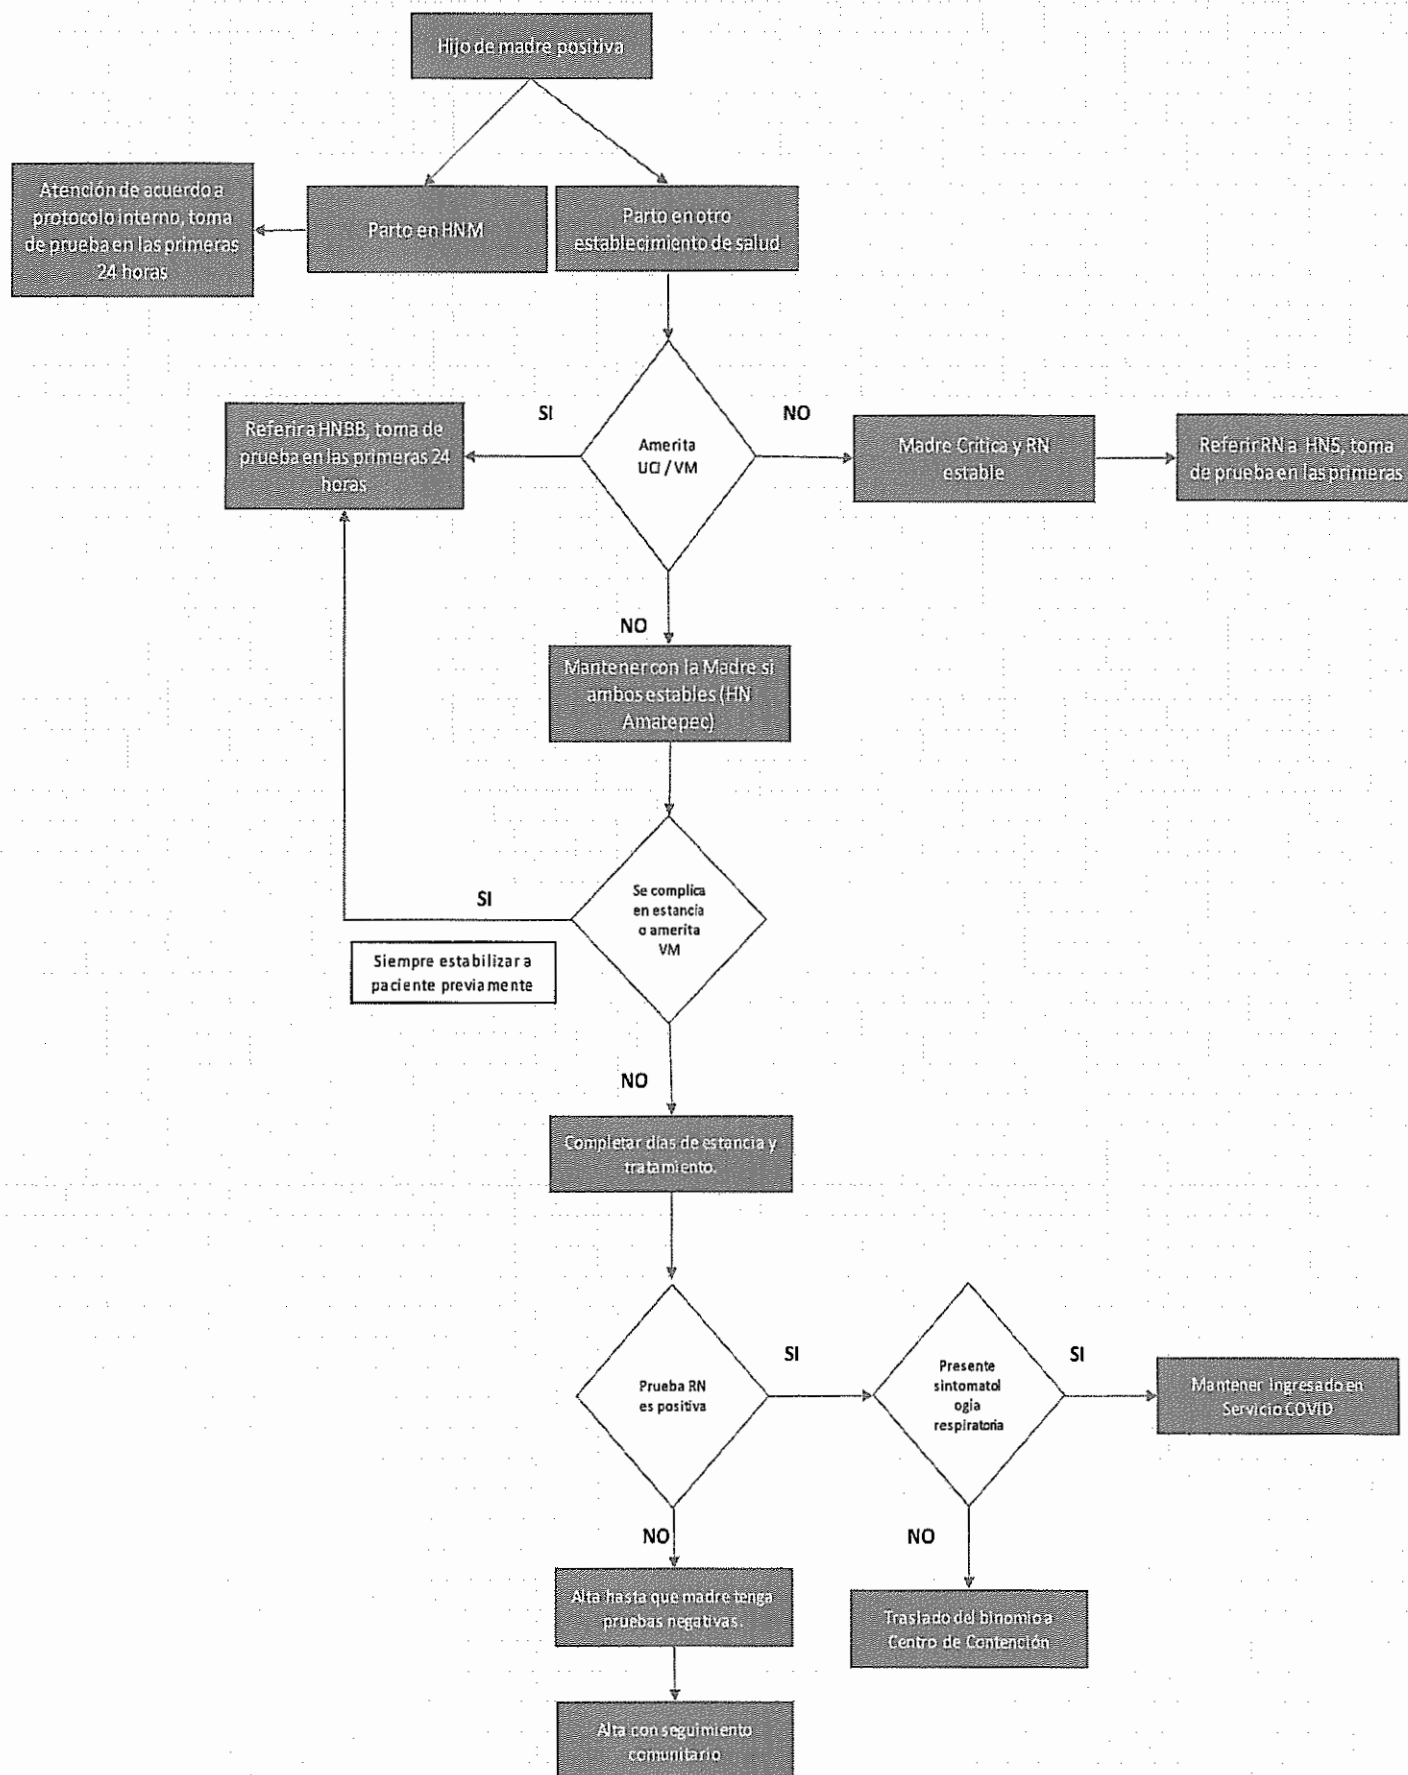 Hijo de madre positiva
Atención de acuerdo a
protocolo interno, toma
de prueba en las primeras
24 horas
Parto en HNM
Parto en otro
establecimiento de salud
SI
NO
Referir a HNBB, toma de
prueba en las primeras 24
horas
Amerita
UCI / VM
Madre Crítica y RN
estable
Referir RN a HNS, toma
de prueba en las primeras
NO
Mantener con la Madre si
ambos estables (HN
Amatepec)
SI
Se complica
en estancia
o amerita
VM
Siempre estabilizar a
paciente previamente
NO
Completar días de estancia y
tratamiento.
SI
SI
Prueba RN
es positiva
Presente
sintomatol
ogia
respiratoria
Mantener Ingresado en
Servicio COVID
NO
NO
Alta hasta que madre tenga
pruebas negativas.
Traslado del binomio a
Centro de Contención
Alta con seguimiento
comunitario